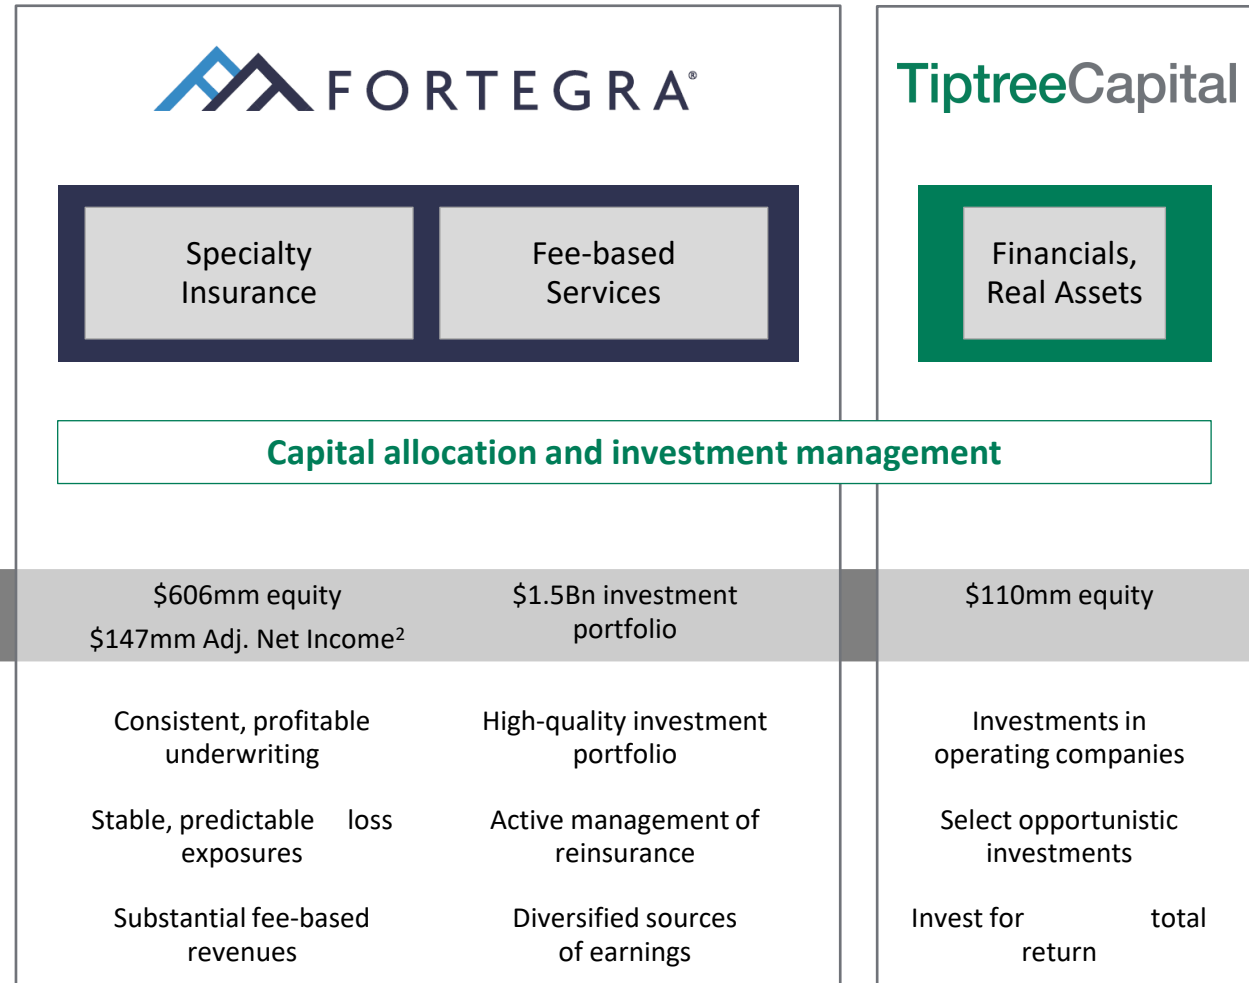 FORTEGRA®
TiptreeCapital
Specialty
Insurance
Fee-based
Services
Financials,
Real Assets
Capital allocation and investment management
$606mm equity
$147mm Adj. Net Income2
$1.5Bn investment
portfolio
$110mm equity
Consistent, profitable
underwriting
High-quality investment
portfolio
Investments in
operating companies
Stable, predictable loss
exposures
Active management of
reinsurance
Select opportunistic
investments
Substantial fee-based
revenues
Diversified sources
of earnings
Invest for total
return